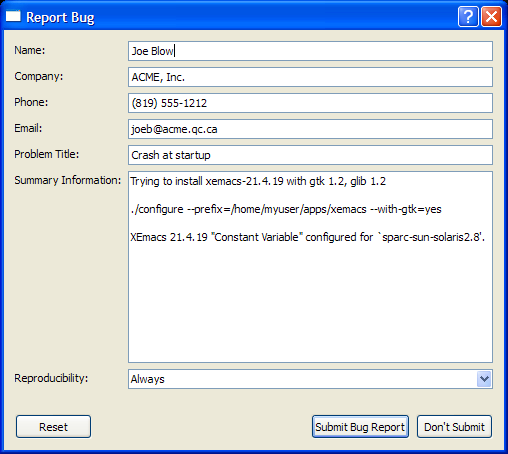 Report Bug
Name: Joe Blow
Company: ACME, Inc.
Phone: (819) 555-1212
Email: joeb@acme.qc.ca
Problem Title: Crash at startup
Summary Information: Trying to install xemacs-21.4.19 with gtk 1.2, glib 1.2
./configure --prefix=/home/myuser/apps/xemacs --with-gtk=yes
XEmacs 21.4.19 "Constant Variable" configured for `sparc-sun-solaris2.8'.
Reproducibility: Always
Reset Submit Bug Report Don't Submit